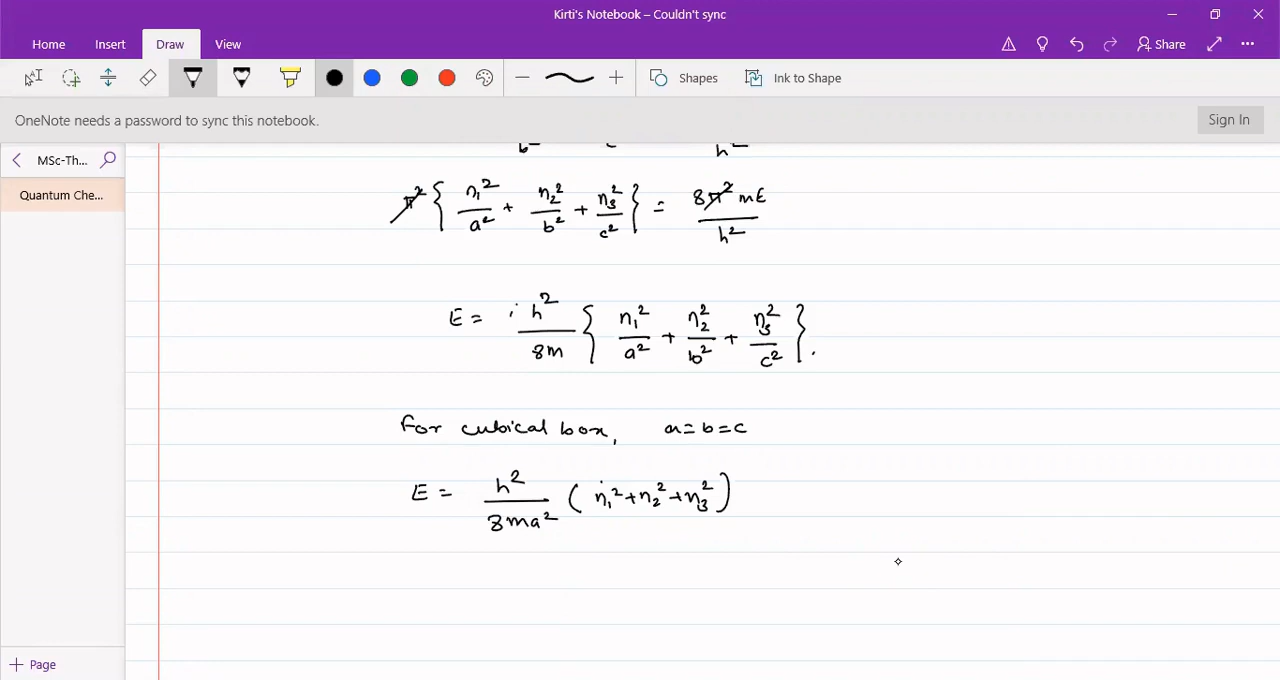 Kirti's Notebook – Couldn't sync
Home Insert Draw View Share
Shapes Ink to Shape
OneNote needs a password to sync this notebook. Sign In
MSc-Th...
Quantum Che...
b² c h²
π² { n₁²/a² + n₂²/b² + n₃²/c² } = 8π²mE/h²
E = h²/8m { n₁²/a² + n₂²/b² + n₃²/c² } .
For cubical box, a=b=c
E = h²/8ma² ( n₁²+n₂²+n₃² )
+ Page